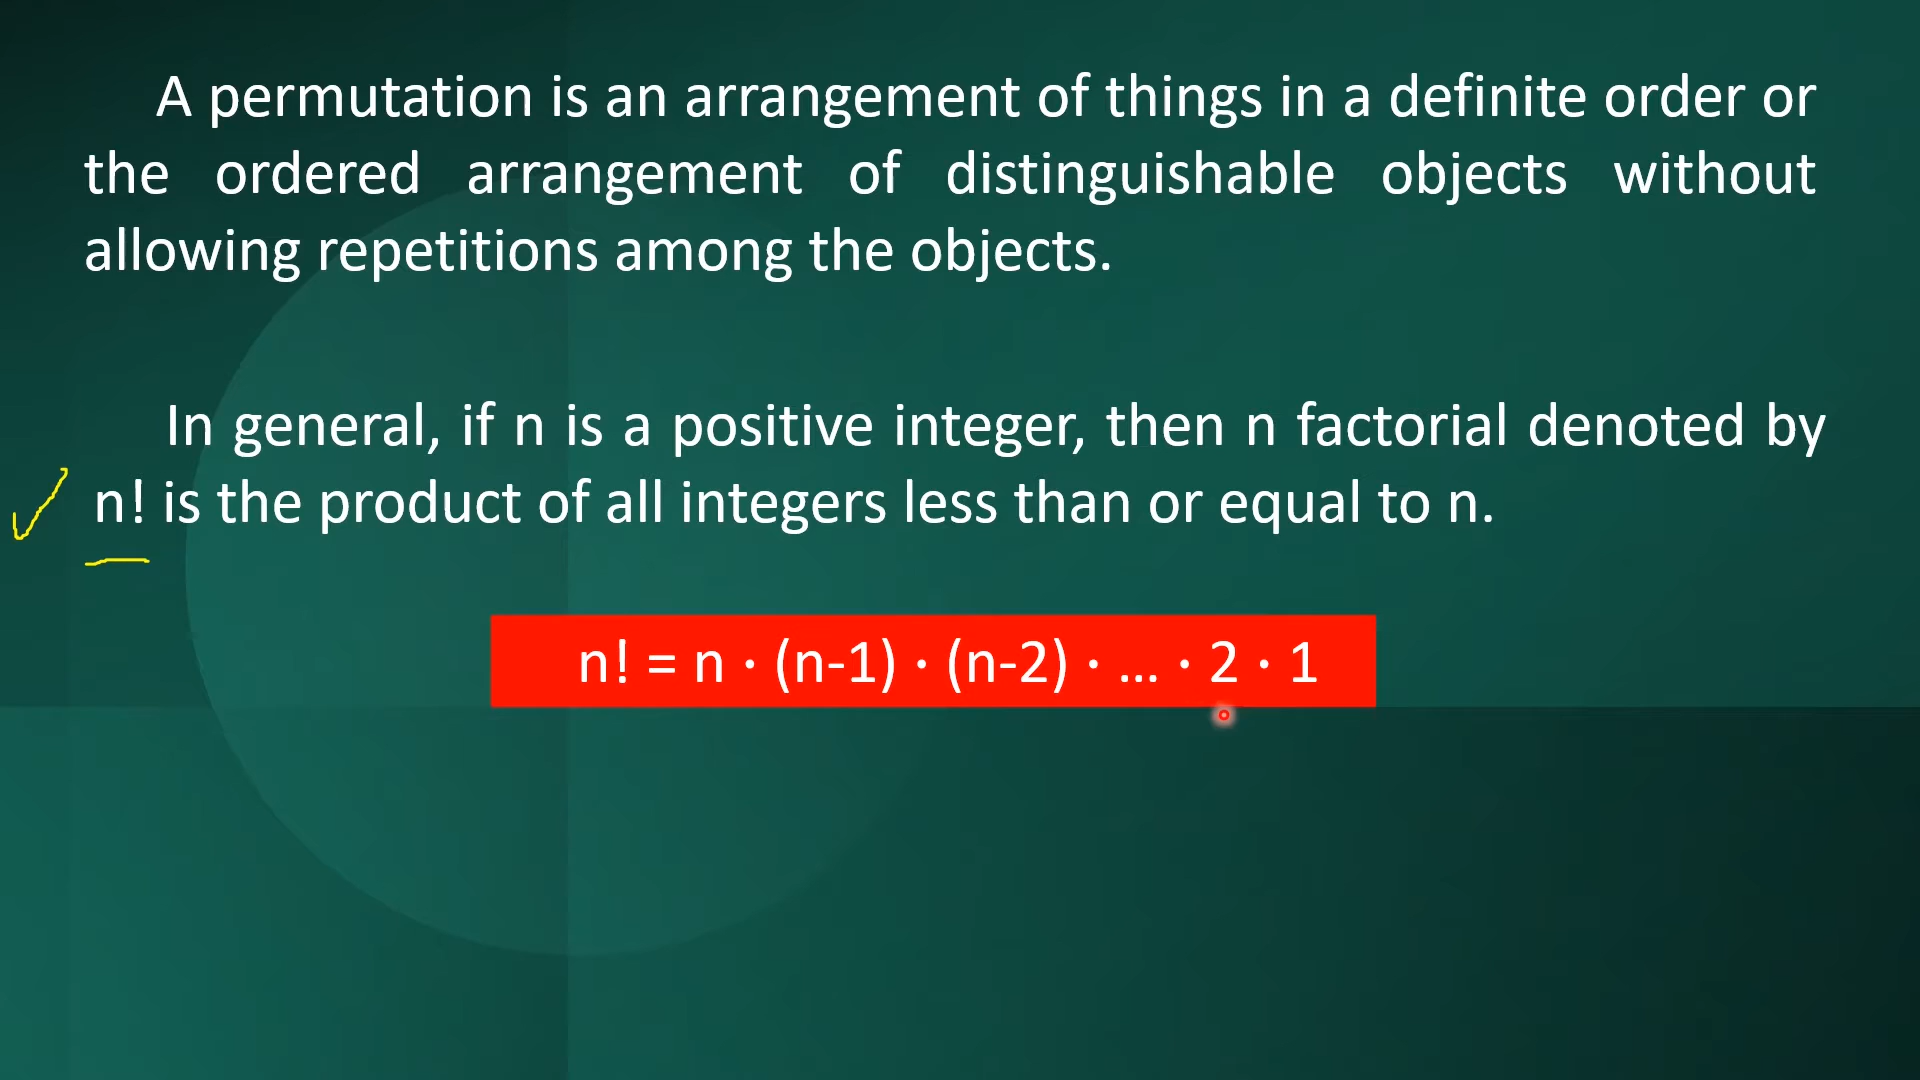 A permutation is an arrangement of things in a definite order or
the ordered arrangement of distinguishable objects without
allowing repetitions among the objects.
In general, if n is a positive integer, then n factorial denoted by
n! is the product of all integers less than or equal to n.
n! = n · (n-1) · (n-2) · … · 2 · 1